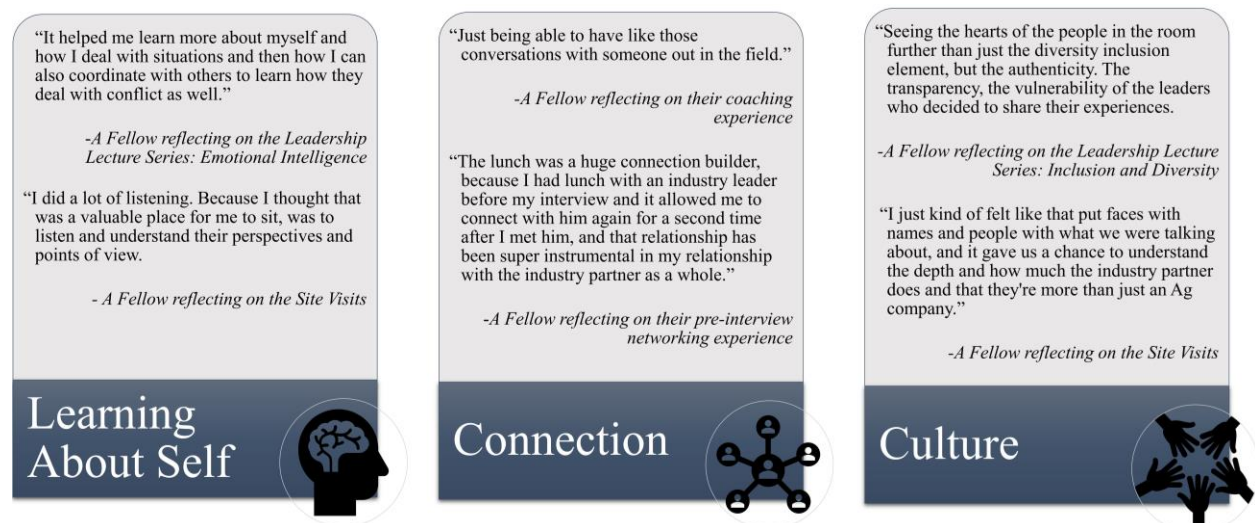 “It helped me learn more about myself and
how I deal with situations and then how I can
also coordinate with others to learn how they
deal with conflict as well.”
-A Fellow reflecting on the Leadership
Lecture Series: Emotional Intelligence
“I did a lot of listening. Because I thought that
was a valuable place for me to sit, was to
listen and understand their perspectives and
points of view.
- A Fellow reflecting on the Site Visits
Learning
About Self
“Just being able to have like those
conversations with someone out in the field.”
-A Fellow reflecting on their coaching
experience
“The lunch was a huge connection builder,
because I had lunch with an industry leader
before my interview and it allowed me to
connect with him again for a second time
after I met him, and that relationship has
been super instrumental in my relationship
with the industry partner as a whole.”
-A Fellow reflecting on their pre-interview
networking experience
Connection
“Seeing the hearts of the people in the room
further than just the diversity inclusion
element, but the authenticity. The
transparency, the vulnerability of the leaders
who decided to share their experiences.
-A Fellow reflecting on the Leadership Lecture
Series: Inclusion and Diversity
“I just kind of felt like that put faces with
names and people with what we were talking
about, and it gave us a chance to understand
the depth and how much the industry partner
does and that they're more than just an Ag
company.”
-A Fellow reflecting on the Site Visits
Culture